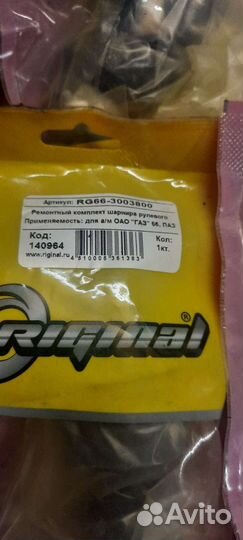 Артикул: RG66-3003800
Ремонтный комплект шарнира рулевого
Применяемость: для а/м ОАО "ГАЗ" 66, ПАЗ
Код: Кол:
140964 1кт.
www.riginal.ru
RIGINAL ®
Avito